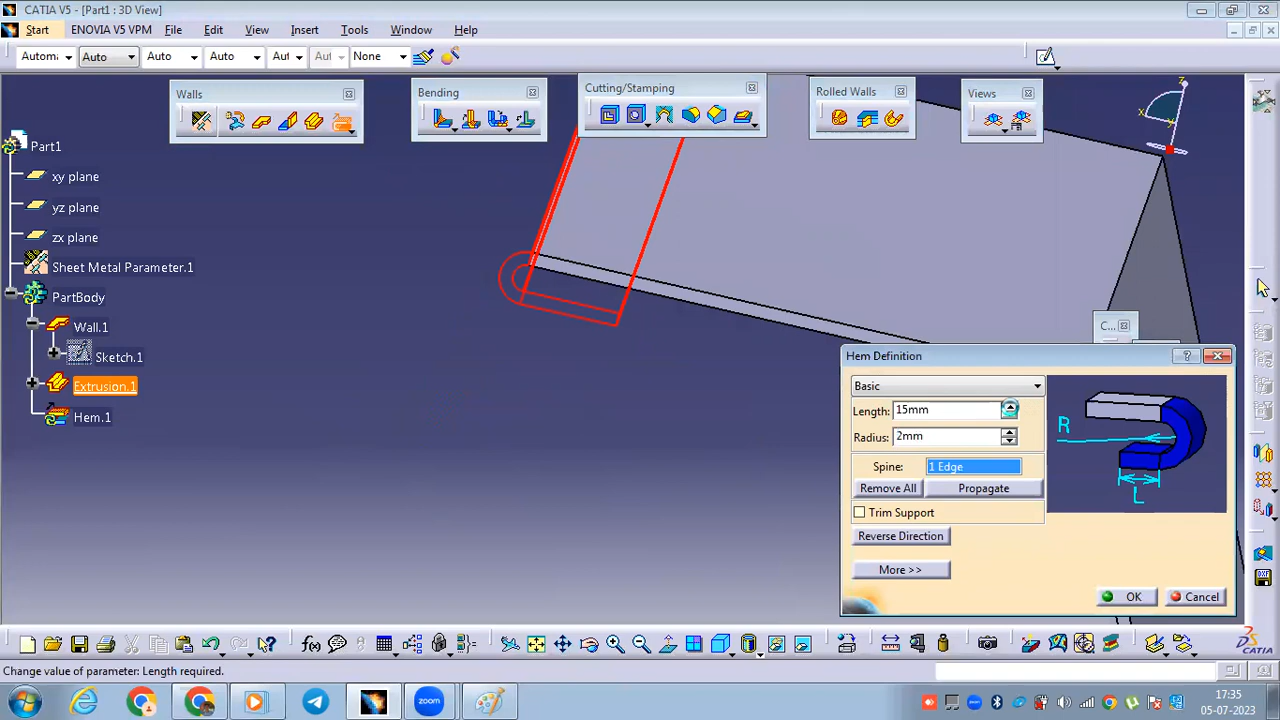 CATIA V5 - [Part1 : 3D View]
Start ENOVIA V5 VPM File Edit View Insert Tools Window Help
Automa Auto Auto Auto Aut Aut None
Walls
Bending
Cutting/Stamping
Rolled Walls
Views
z
x
y
Part1
xy plane
yz plane
zx plane
Sheet Metal Parameter.1
PartBody
Wall.1
Sketch.1
Extrusion.1
Hem.1
C...
Hem Definition
Basic
Length: 15mm
Radius: 2mm
Spine: 1 Edge
Remove All Propagate
Trim Support
Reverse Direction
More >>
R
L
OK Cancel
f(x)
CATIA
Change value of parameter: Length required.
zoom
17:35
05-07-2023